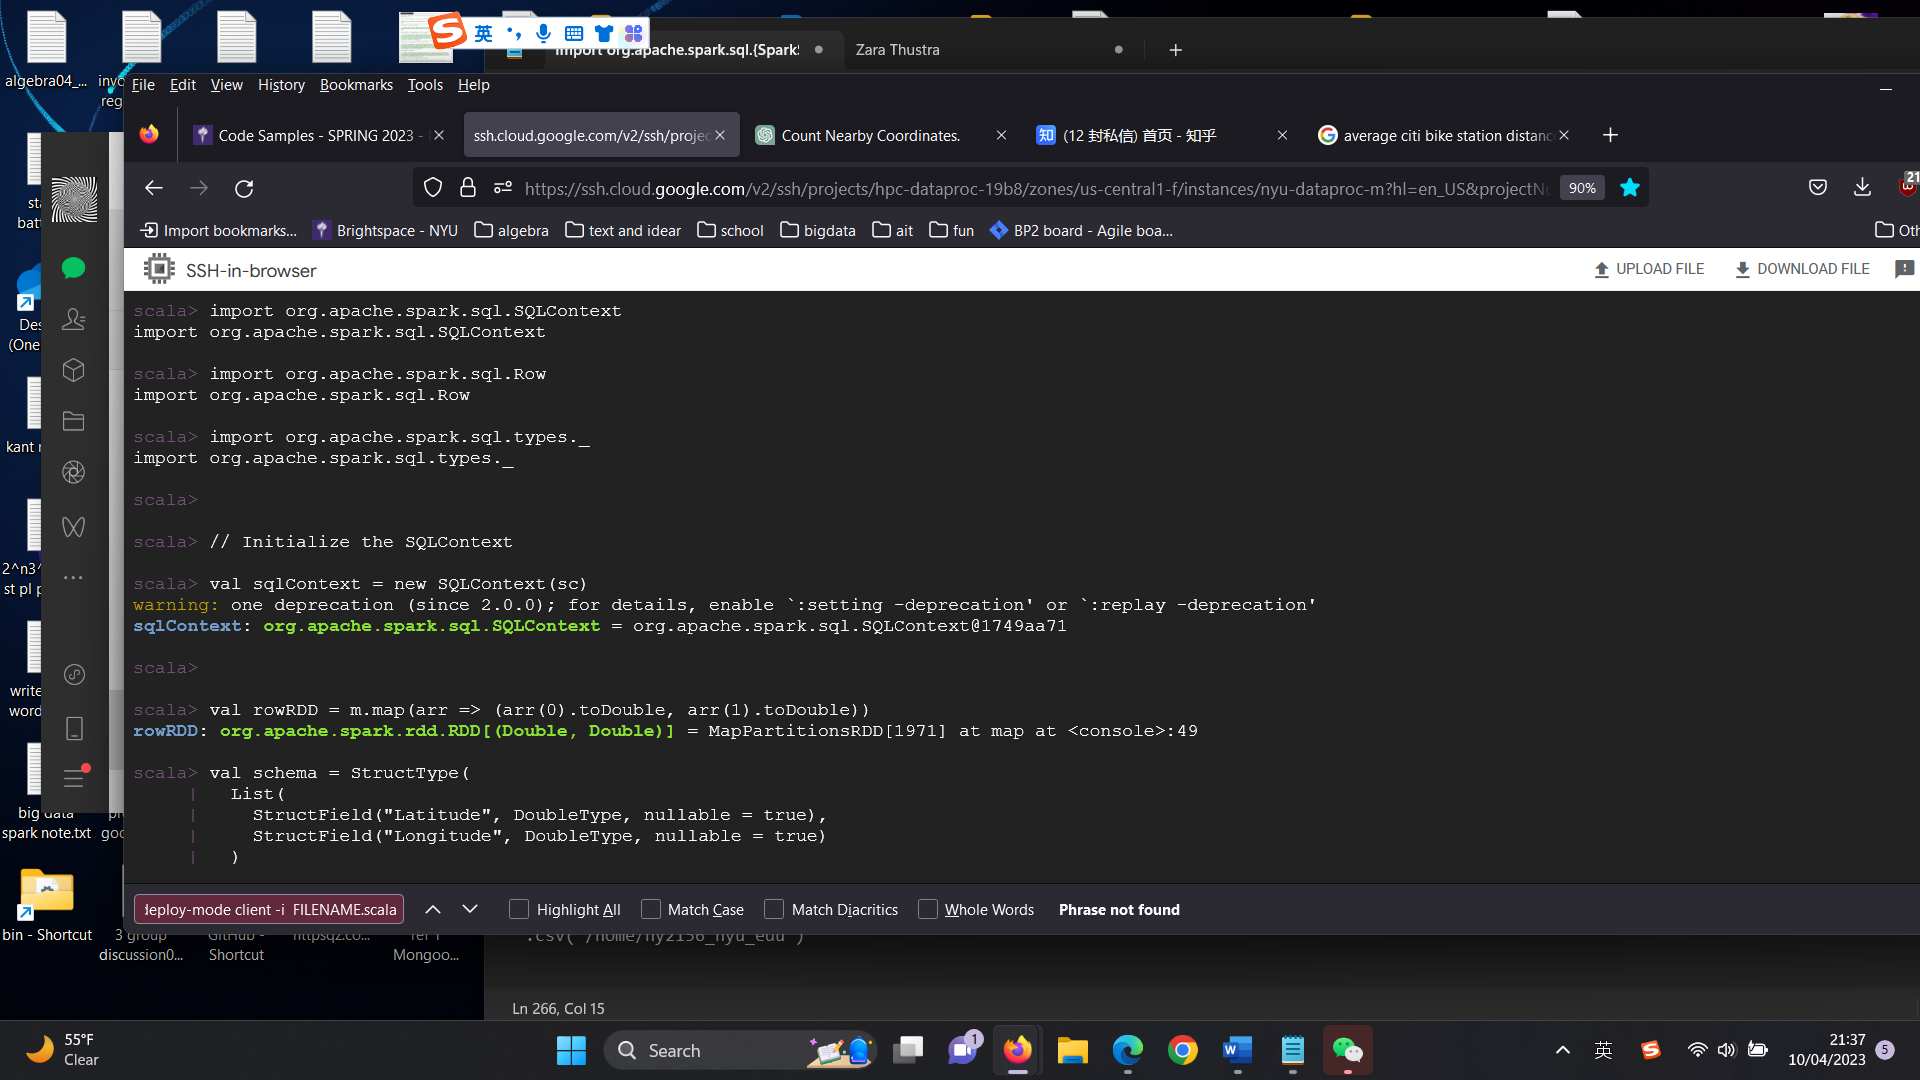 algebra04_...
英
import org.apache.spark.sql.{Spark
Zara Thustra
File Edit View History Bookmarks Tools Help
Code Samples - SPRING 2023 -
ssh.cloud.google.com/v2/ssh/projec
Count Nearby Coordinates.
(12 封私信) 首页 - 知乎
average citi bike station distanc
https://ssh.cloud.google.com/v2/ssh/projects/hpc-dataproc-19b8/zones/us-central1-f/instances/nyu-dataproc-m?hl=en_US&projectNu
90%
21
Import bookmarks... Brightspace - NYU algebra text and idear school bigdata ait fun BP2 board - Agile boa... Oth
SSH-in-browser
UPLOAD FILE DOWNLOAD FILE
scala> import org.apache.spark.sql.SQLContext
import org.apache.spark.sql.SQLContext
scala> import org.apache.spark.sql.Row
import org.apache.spark.sql.Row
scala> import org.apache.spark.sql.types._
import org.apache.spark.sql.types._
scala>
scala> // Initialize the SQLContext
scala> val sqlContext = new SQLContext(sc)
warning: one deprecation (since 2.0.0); for details, enable `:setting -deprecation' or `:replay -deprecation'
sqlContext: org.apache.spark.sql.SQLContext = org.apache.spark.sql.SQLContext@1749aa71
scala>
scala> val rowRDD = m.map(arr => (arr(0).toDouble, arr(1).toDouble))
rowRDD: org.apache.spark.rdd.RDD[(Double, Double)] = MapPartitionsRDD[1971] at map at <console>:49
scala> val schema = StructType(
| List(
| StructField("Latitude", DoubleType, nullable = true),
| StructField("Longitude", DoubleType, nullable = true)
| )
deploy-mode client -i FILENAME.scala
Highlight All Match Case Match Diacritics Whole Words Phrase not found
invo
reg
sta
bat
Des
(One
kant r
2^n3^
st pl p
write
word
big data
spark note.txt
goo
bin - Shortcut
3 group
discussion0...
GitHub -
Shortcut
httpsqz.co...
ref 1
Mongoo...
.csv("/home/hy2156_nyu_edu")
Ln 266, Col 15
55°F
Clear
Search
1
英
21:37
10/04/2023
5